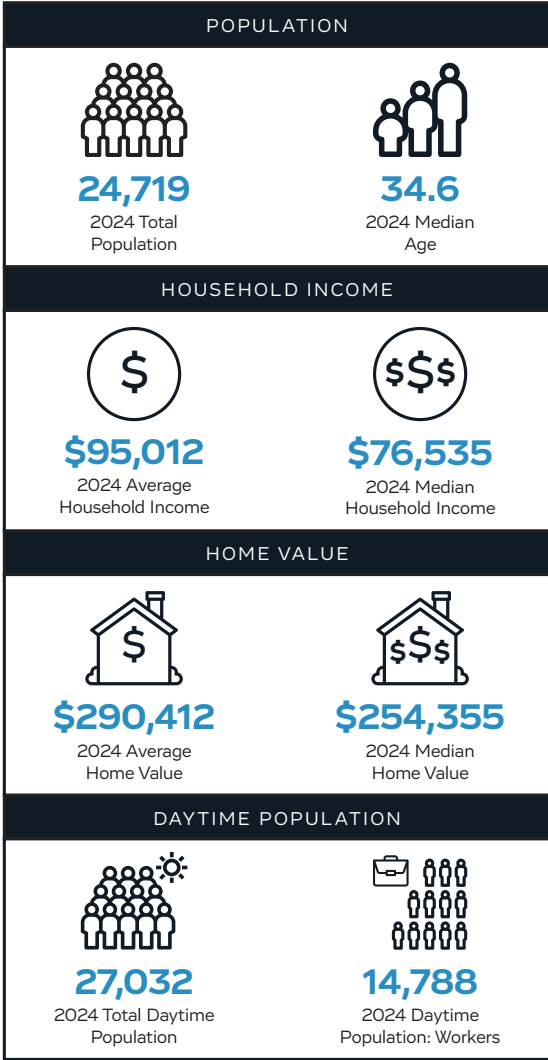 POPULATION
24,719
2024 Total
Population
34.6
2024 Median
Age
HOUSEHOLD INCOME
$
$95,012
2024 Average
Household Income
$$$
$76,535
2024 Median
Household Income
HOME VALUE
$
$290,412
2024 Average
Home Value
$$$
$254,355
2024 Median
Home Value
DAYTIME POPULATION
27,032
2024 Total Daytime
Population
14,788
2024 Daytime
Population: Workers